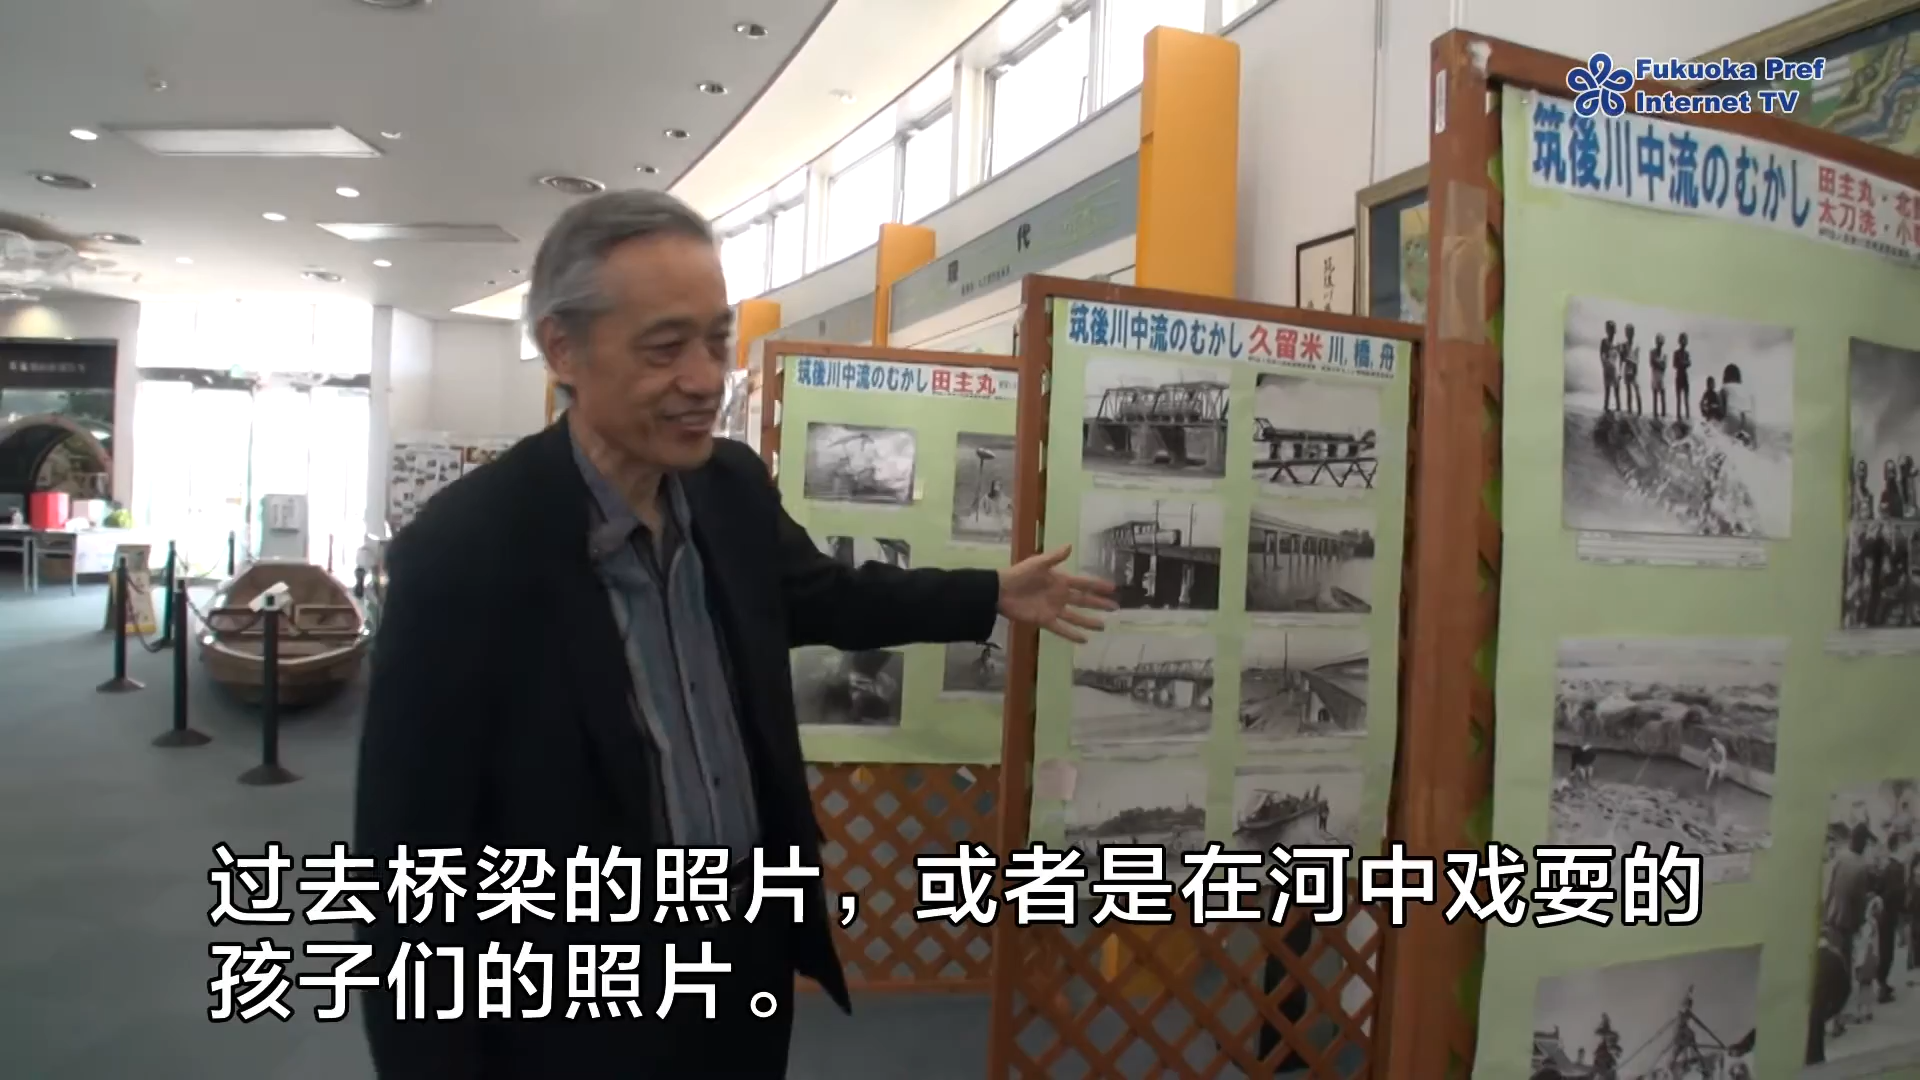 Fukuoka Pref
Internet TV
筑後川中流のむかし
田主丸・北
太刀洗・小
現代
筑後川中流のむかし 久留米 川、橋、舟
筑後川中流のむかし 田主丸
过去桥梁的照片，或者是在河中戏耍的
孩子们的照片。